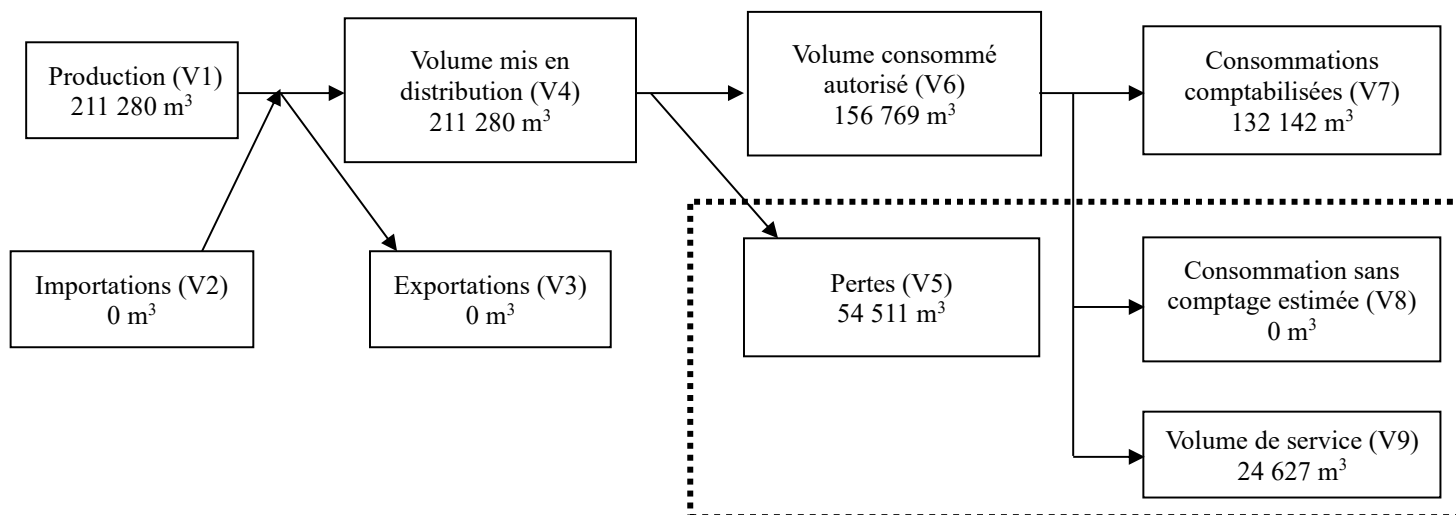 Production (V1)
211 280 m³
Volume mis en
distribution (V4)
211 280 m³
Volume consommé
autorisé (V6)
156 769 m³
Consommations
comptabilisées (V7)
132 142 m³
Importations (V2)
0 m³
Exportations (V3)
0 m³
Pertes (V5)
54 511 m³
Consommation sans
comptage estimée (V8)
0 m³
Volume de service (V9)
24 627 m³